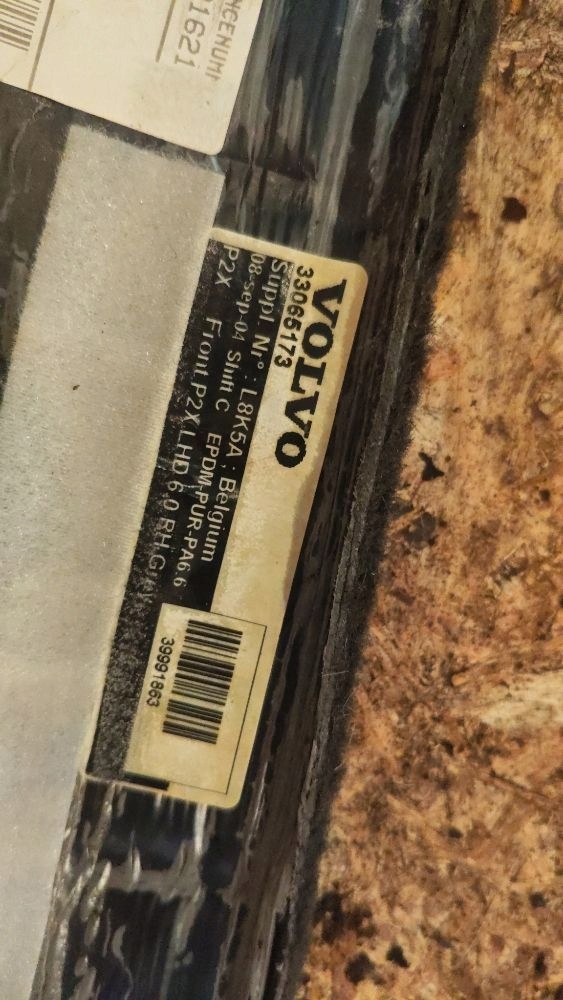 1621
VOLVO
33065173
Suppl. Nr°: L8K5A - Belgium
08-sep-04 Shift C EPDM-PUR-PA6.6
P2X Front P2X LHD 6.0 RH
39991863